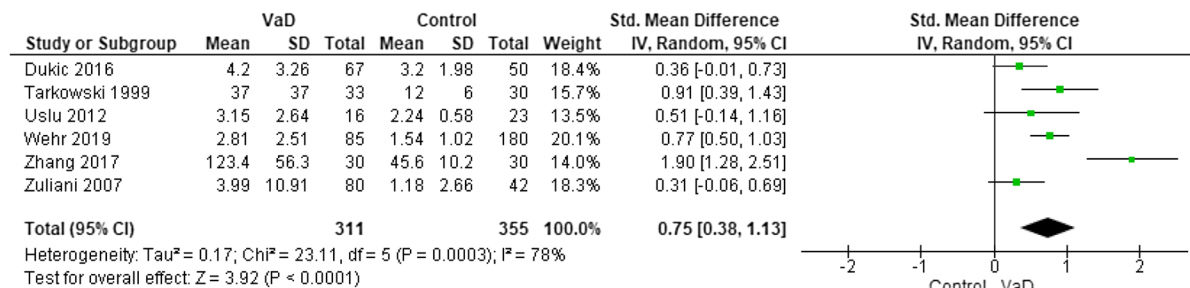 VaD Control Std. Mean Difference Std. Mean Difference
Study or Subgroup Mean SD Total Mean SD Total Weight IV, Random, 95% CI IV, Random, 95% CI
Dukic 2016 4.2 3.26 67 3.2 1.98 50 18.4% 0.36 [-0.01, 0.73]
Tarkowski 1999 37 37 33 12 6 30 15.7% 0.91 [0.39, 1.43]
Uslu 2012 3.15 2.64 16 2.24 0.58 23 13.5% 0.51 [-0.14, 1.16]
Wehr 2019 2.81 2.51 85 1.54 1.02 180 20.1% 0.77 [0.50, 1.03]
Zhang 2017 123.4 56.3 30 45.6 10.2 30 14.0% 1.90 [1.28, 2.51]
Zuliani 2007 3.99 10.91 80 1.18 2.66 42 18.3% 0.31 [-0.06, 0.69]
Total (95% CI) 311 355 100.0% 0.75 [0.38, 1.13]
Heterogeneity: Tau² = 0.17; Chi² = 23.11, df = 5 (P = 0.0003); I² = 78%
Test for overall effect: Z = 3.92 (P < 0.0001)
-2 -1 0 1 2
Control VaD